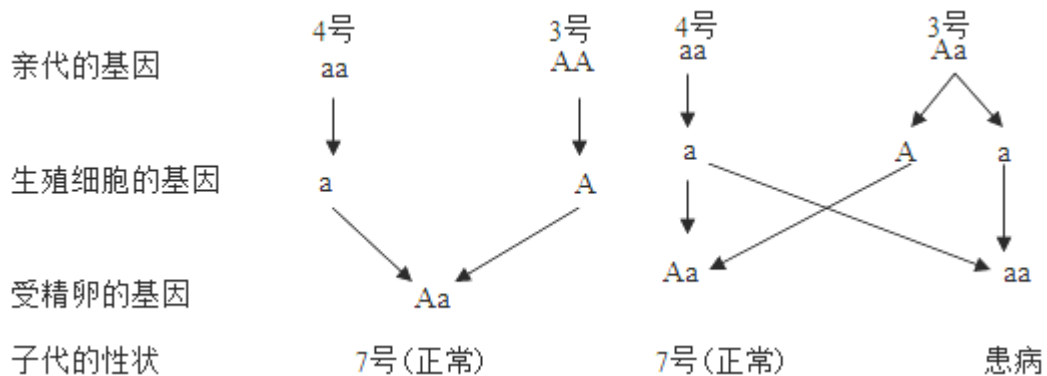 4号 3号 4号 3号
亲代的基因 aa AA aa Aa
生殖细胞的基因 a A a A a
受精卵的基因 Aa Aa aa
子代的性状 7号(正常) 7号(正常) 患病